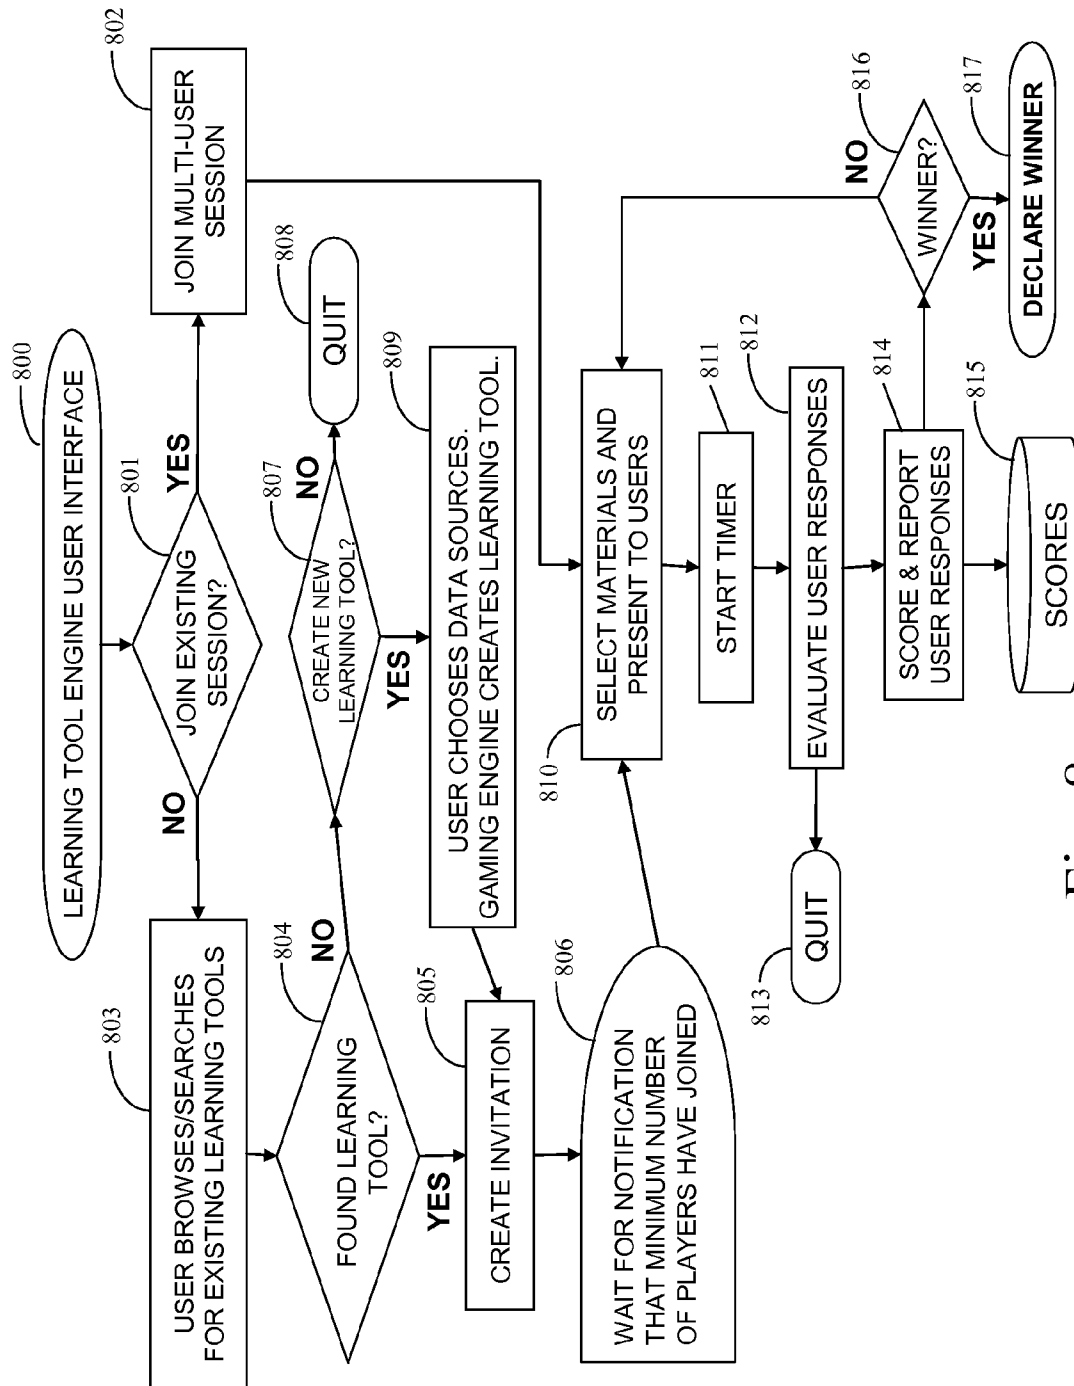 800
LEARNING TOOL ENGINE USER INTERFACE
801
JOIN EXISTING
SESSION?
YES
NO
802
JOIN MULTI-USER
SESSION
803
USER BROWSES/SEARCHES
FOR EXISTING LEARNING TOOLS
804
FOUND LEARNING
TOOL?
NO
YES
807
CREATE NEW
LEARNING TOOL?
NO
YES
808
QUIT
809
USER CHOOSES DATA SOURCES.
GAMING ENGINE CREATES LEARNING TOOL.
805
CREATE INVITATION
806
WAIT FOR NOTIFICATION
THAT MINIMUM NUMBER
OF PLAYERS HAVE JOINED
810
SELECT MATERIALS AND
PRESENT TO USERS
811
START TIMER
812
EVALUATE USER RESPONSES
813
QUIT
814
SCORE & REPORT
USER RESPONSES
815
SCORES
816
WINNER?
NO
YES
817
DECLARE WINNER